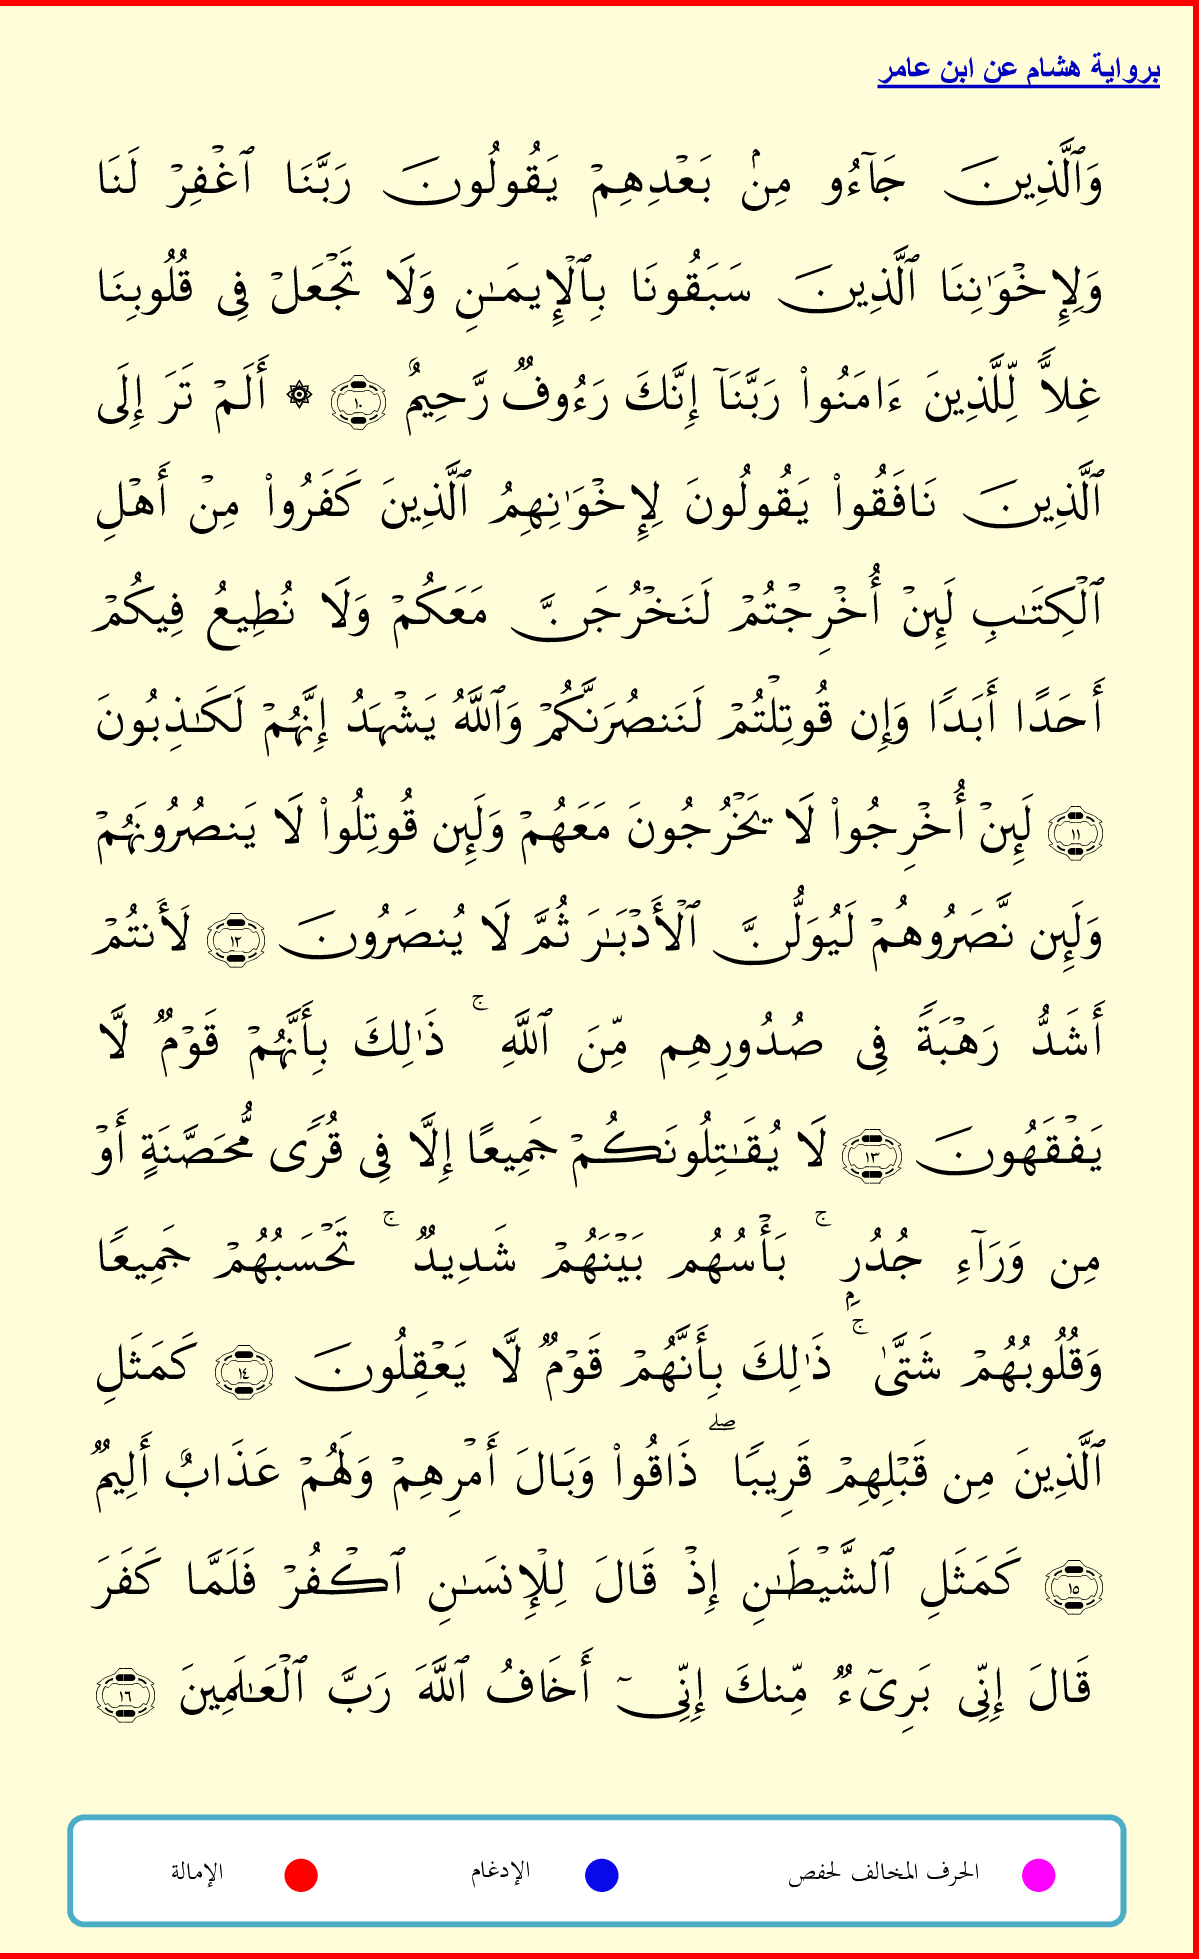 برواية هشام عن ابن عامر
وَٱلَّذِينَ جَآءُو مِنۢ بَعْدِهِمْ يَقُولُونَ رَبَّنَا ٱغْفِرْ لَنَا
وَلِإِخْوَٰنِنَا ٱلَّذِينَ سَبَقُونَا بِٱلْإِيمَـٰنِ وَلَا تَجْعَلْ فِى قُلُوبِنَا
غِلًّا لِّلَّذِينَ ءَامَنُواْ رَبَّنَآ إِنَّكَ رَءُوفٌ رَّحِيمٌ ١٠ ۞ أَلَمْ تَرَ إِلَى
ٱلَّذِينَ نَافَقُواْ يَقُولُونَ لِإِخْوَٰنِهِمُ ٱلَّذِينَ كَفَرُواْ مِنْ أَهْلِ
ٱلْكِتَـٰبِ لَئِنْ أُخْرِجْتُمْ لَنَخْرُجَنَّ مَعَكُمْ وَلَا نُطِيعُ فِيكُمْ
أَحَدًا أَبَدًا وَإِن قُوتِلْتُمْ لَنَنصُرَنَّكُمْ وَٱللَّهُ يَشْهَدُ إِنَّهُمْ لَكَـٰذِبُونَ
١١ لَئِنْ أُخْرِجُواْ لَا يَخْرُجُونَ مَعَهُمْ وَلَئِن قُوتِلُواْ لَا يَنصُرُونَهُمْ
وَلَئِن نَّصَرُوهُمْ لَيُوَلُّنَّ ٱلْأَدْبَـٰرَ ثُمَّ لَا يُنصَرُونَ ١٢ لَأَنتُمْ
أَشَدُّ رَهْبَةً فِى صُدُورِهِم مِّنَ ٱللَّهِ ۚ ذَٰلِكَ بِأَنَّهُمْ قَوْمٌ لَّا
يَفْقَهُونَ ١٣ لَا يُقَـٰتِلُونَكُمْ جَمِيعًا إِلَّا فِى قُرًى مُّحَصَّنَةٍ أَوْ
مِن وَرَآءِ جُدُرٍۭ ۚ بَأْسُهُم بَيْنَهُمْ شَدِيدٌ ۚ تَحْسَبُهُمْ جَمِيعًا
وَقُلُوبُهُمْ شَتَّىٰ ۚ ذَٰلِكَ بِأَنَّهُمْ قَوْمٌ لَّا يَعْقِلُونَ ١٤ كَمَثَلِ
ٱلَّذِينَ مِن قَبْلِهِمْ قَرِيبًا ۖ ذَاقُواْ وَبَالَ أَمْرِهِمْ وَلَهُمْ عَذَابٌ أَلِيمٌ
١٥ كَمَثَلِ ٱلشَّيْطَـٰنِ إِذْ قَالَ لِلْإِنسَـٰنِ ٱكْفُرْ فَلَمَّا كَفَرَ
قَالَ إِنِّى بَرِىٓءٌ مِّنكَ إِنِّىٓ أَخَافُ ٱللَّهَ رَبَّ ٱلْعَـٰلَمِينَ ١٦
الحرف المخالف لحفص الإدغام الإمالة